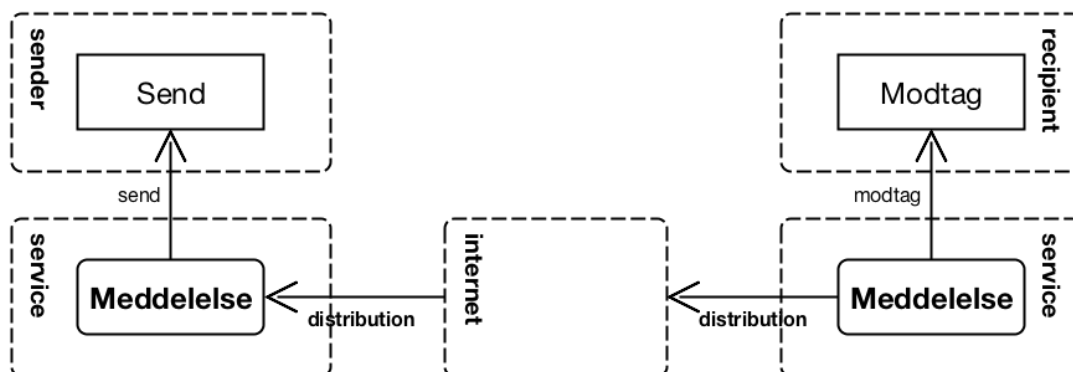 sender
Send
recipient
Modtag
send
modtag
service
Meddelelse
internet
service
Meddelelse
distribution
distribution